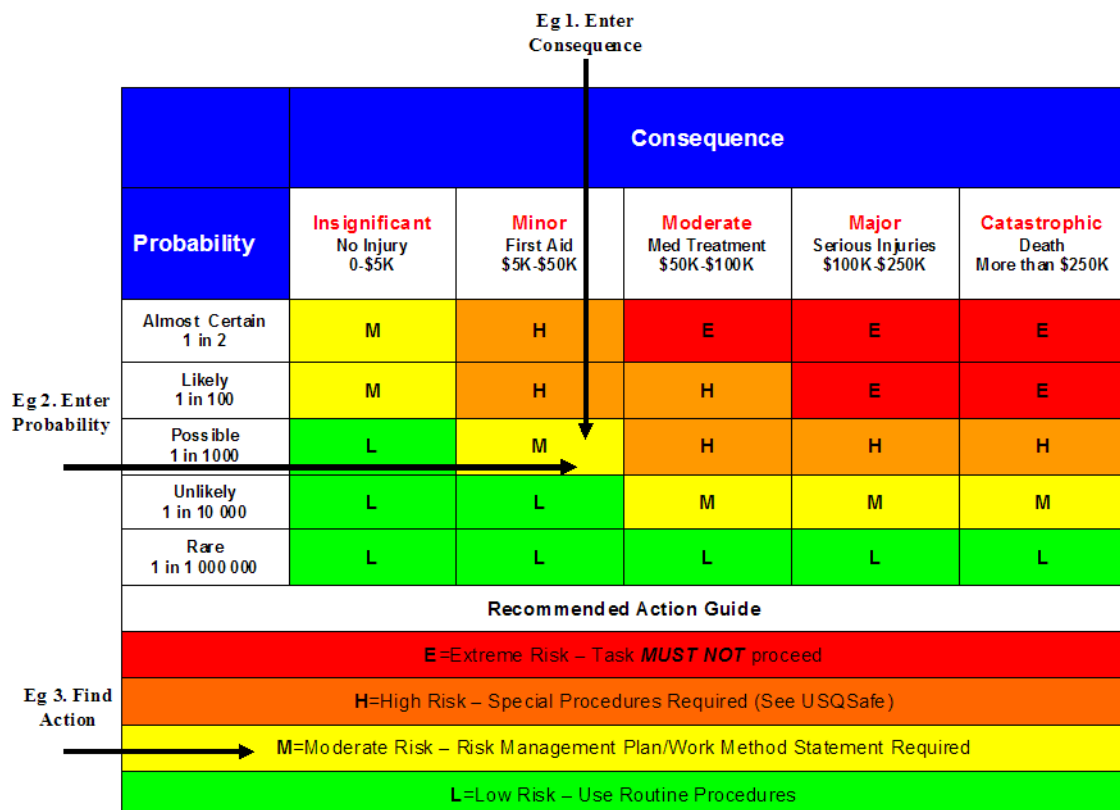 Eg 1. Enter
Consequence
Consequence
Probability
Insignificant
No Injury
0-$5K
Minor
First Aid
$5K-$50K
Moderate
Med Treatment
$50K-$100K
Major
Serious Injuries
$100K-$250K
Catastrophic
Death
More than $250K
Almost Certain
1 in 2
M
H
E
E
E
Likely
1 in 100
M
H
H
E
E
Eg 2. Enter
Probability
Possible
1 in 1000
L
M
H
H
H
Unlikely
1 in 10 000
L
L
M
M
M
Rare
1 in 1 000 000
L
L
L
L
L
Recommended Action Guide
E=Extreme Risk – Task MUST NOT proceed
H=High Risk – Special Procedures Required (See USQSafe)
Eg 3. Find
Action
M=Moderate Risk – Risk Management Plan/Work Method Statement Required
L=Low Risk – Use Routine Procedures